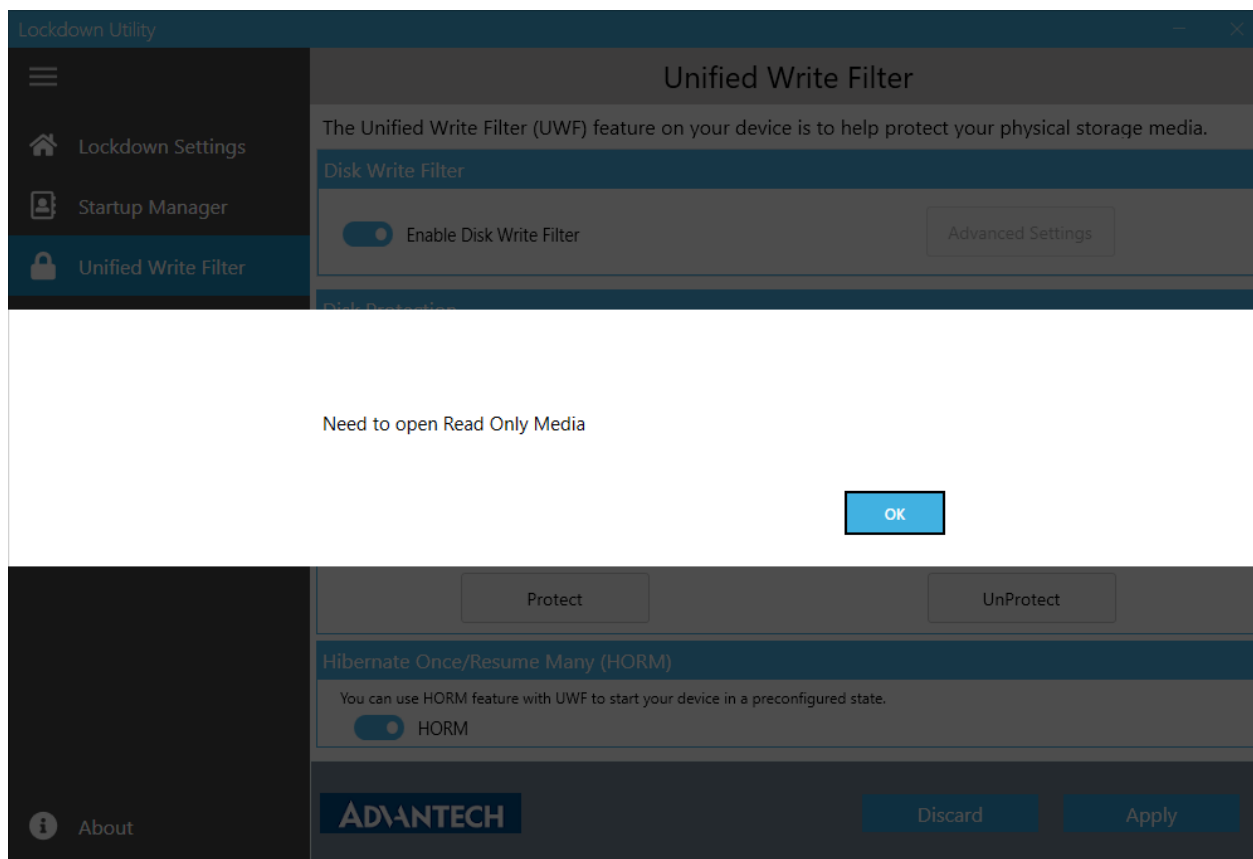 Lockdown Utility
Unified Write Filter
Lockdown Settings
Startup Manager
Unified Write Filter
The Unified Write Filter (UWF) feature on your device is to help protect your physical storage media.
Disk Write Filter
Enable Disk Write Filter
Advanced Settings
Disk Protection
Need to open Read Only Media
OK
Protect
UnProtect
Hibernate Once/Resume Many (HORM)
You can use HORM feature with UWF to start your device in a preconfigured state.
HORM
ADVANTECH
Discard
Apply
About